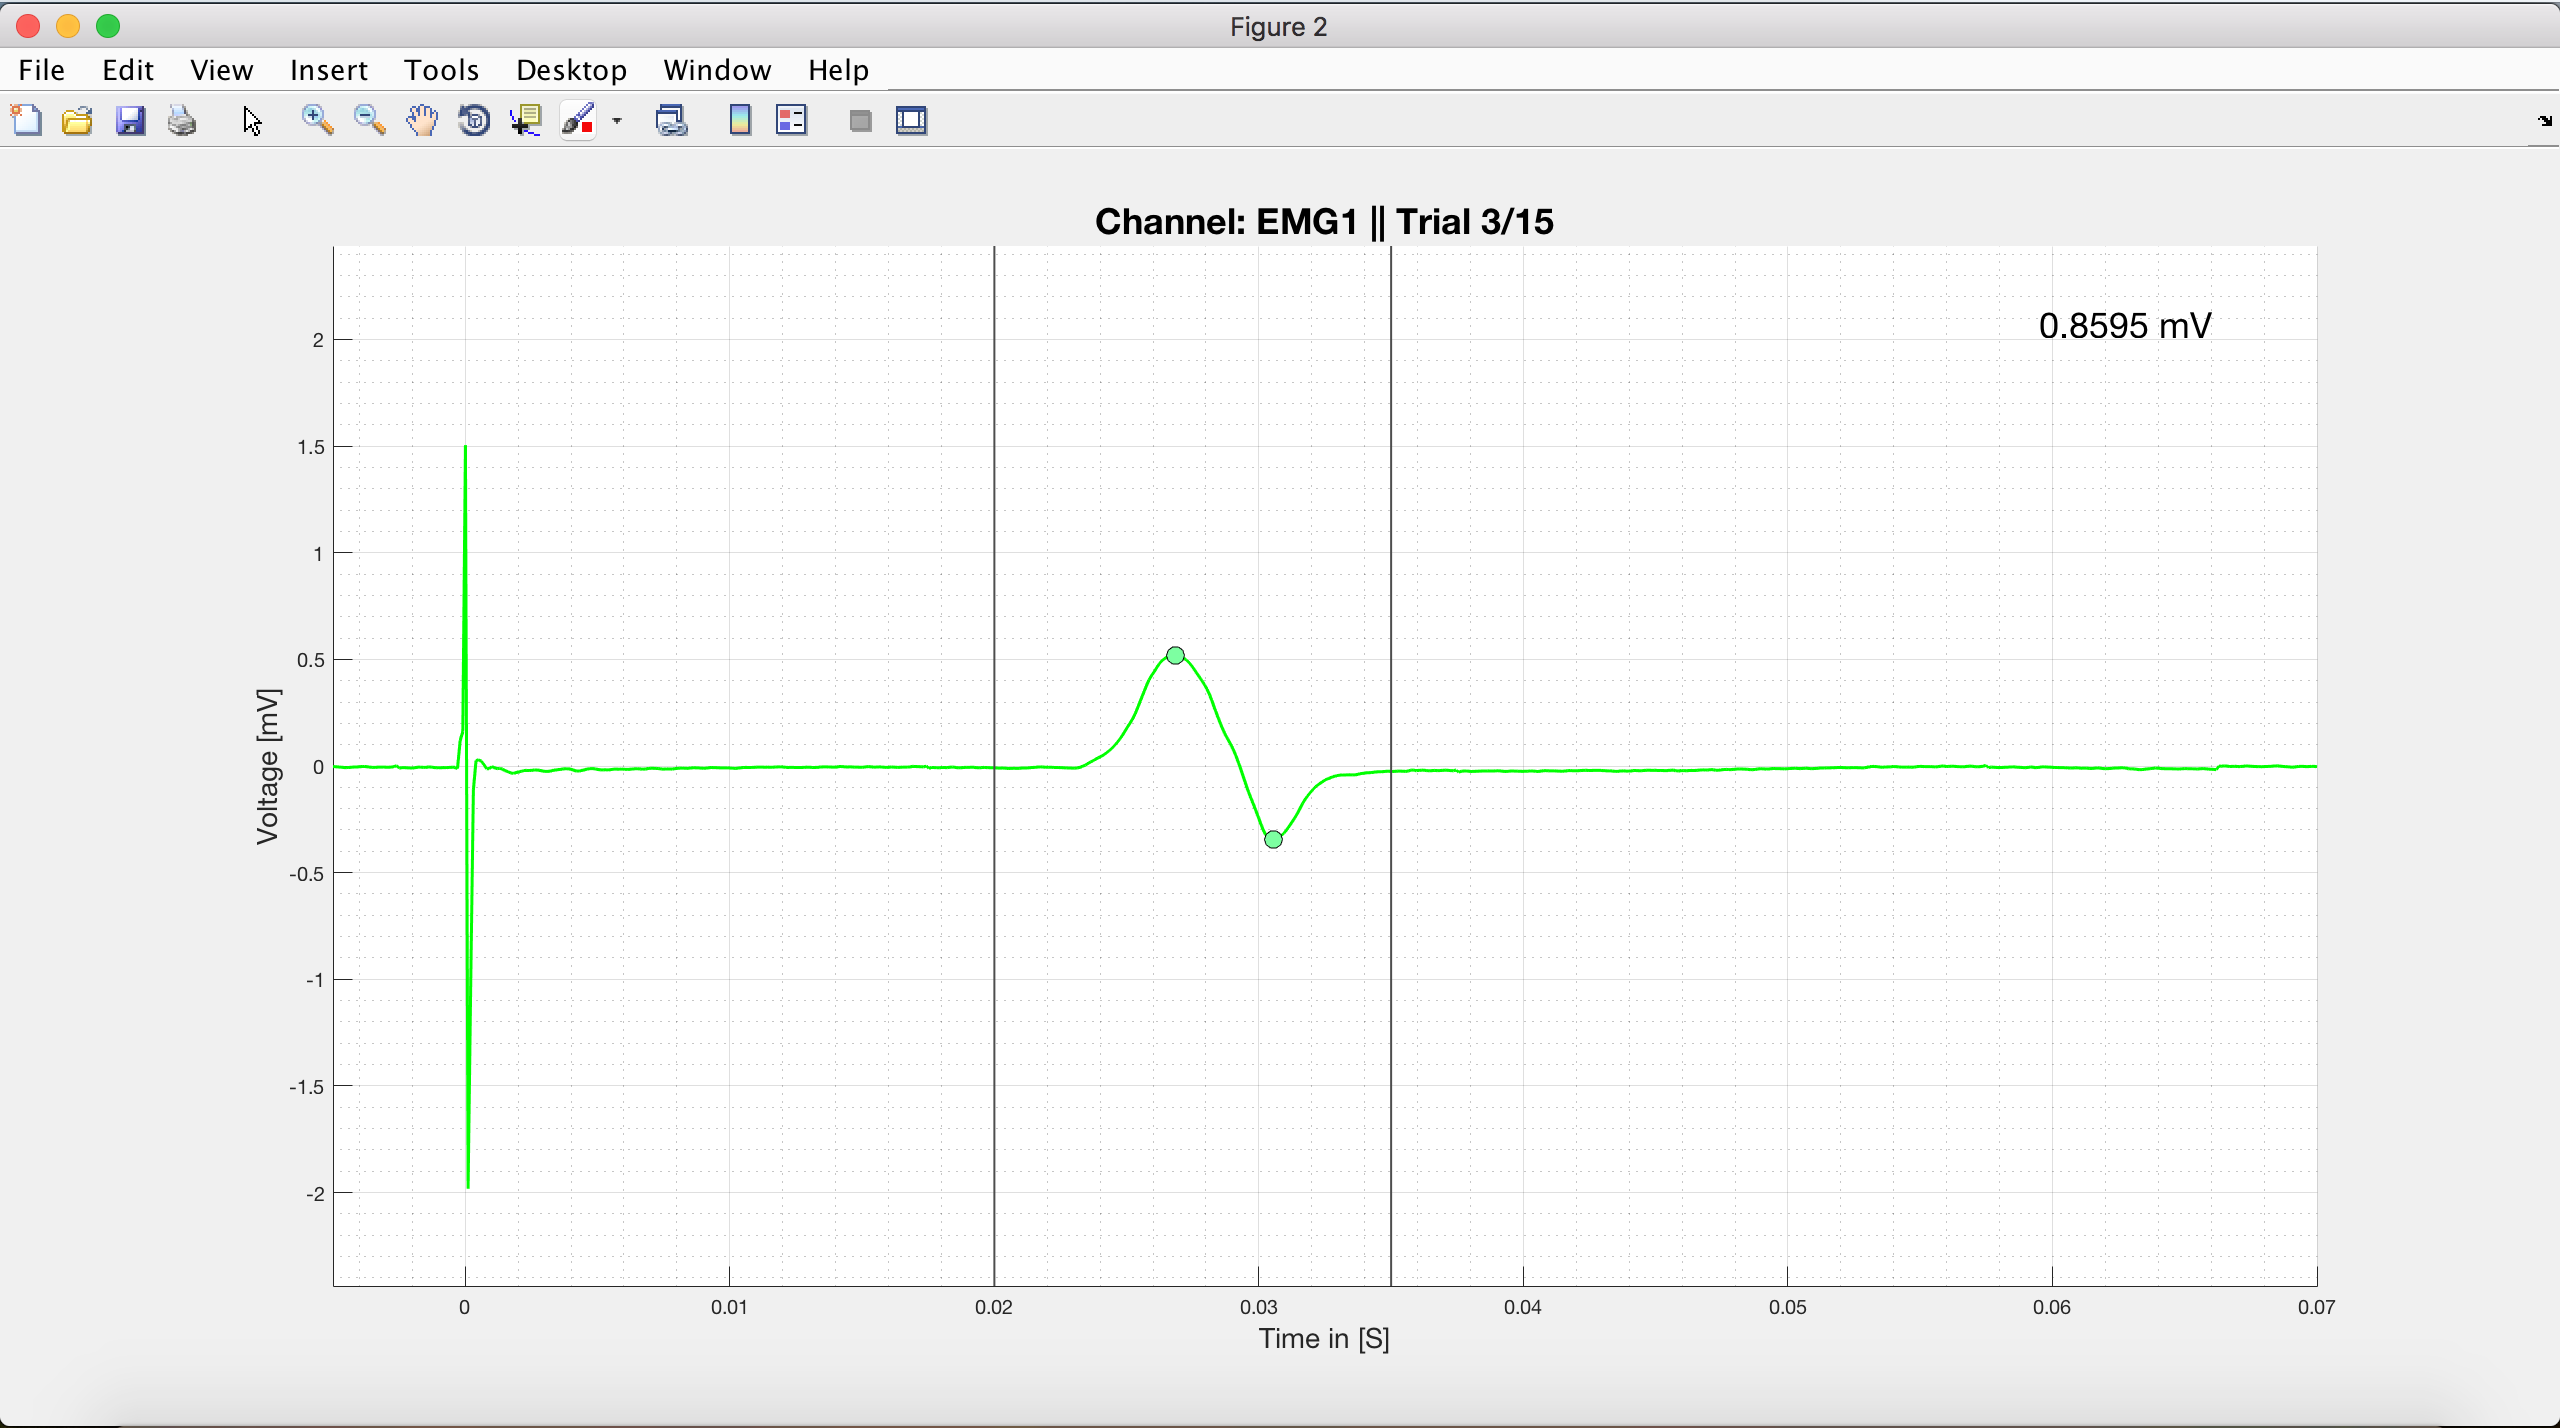 Figure 2
File Edit View Insert Tools Desktop Window Help
Channel: EMG1 || Trial 3/15
0.8595 mV
2
1.5
1
0.5
0
-0.5
-1
-1.5
-2
Voltage [mV]
0 0.01 0.02 0.03 0.04 0.05 0.06 0.07
Time in [S]